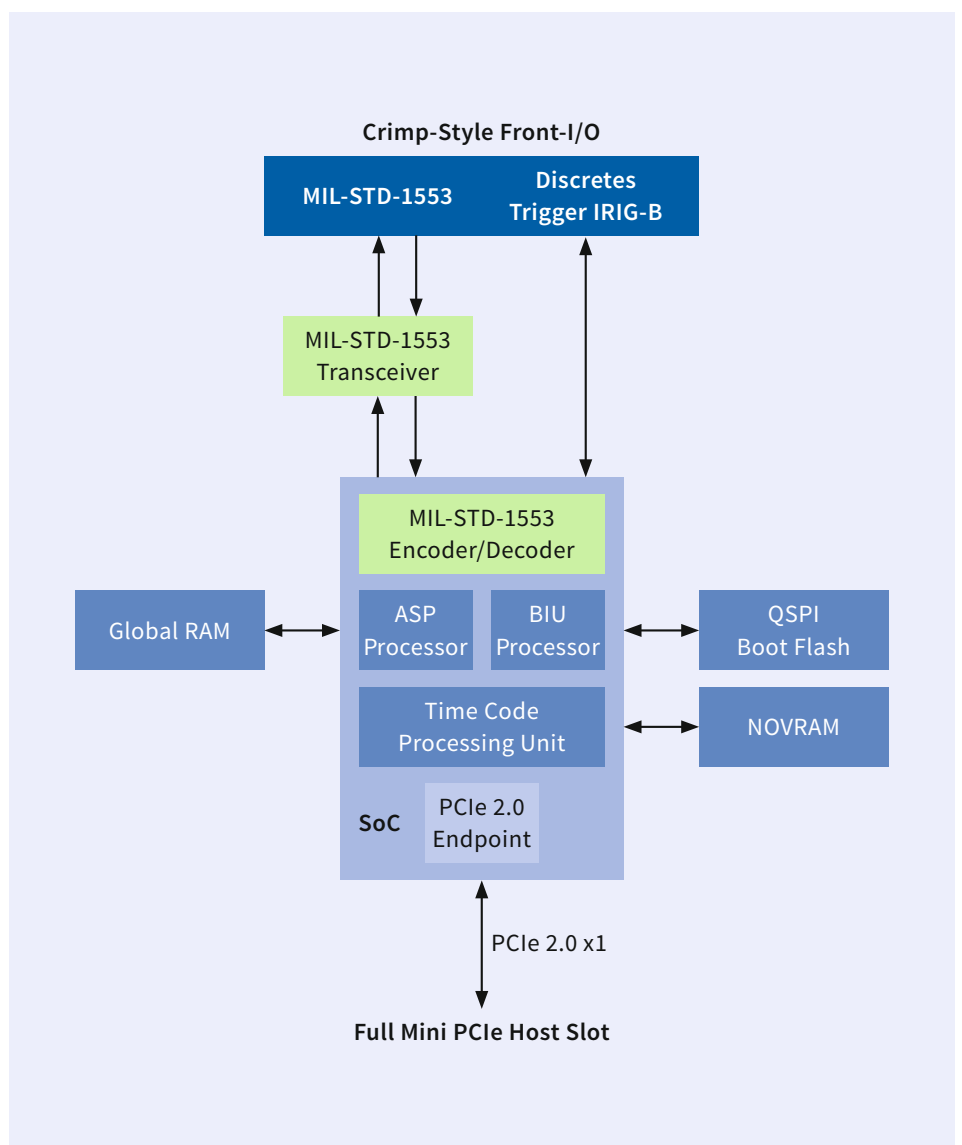 Crimp-Style Front-I/O
MIL-STD-1553
Discretes
Trigger IRIG-B
MIL-STD-1553
Transceiver
MIL-STD-1553
Encoder/Decoder
Global RAM
ASP
Processor
BIU
Processor
QSPI
Boot Flash
Time Code
Processing Unit
NOVRAM
SoC
PCIe 2.0
Endpoint
PCIe 2.0 x1
Full Mini PCIe Host Slot